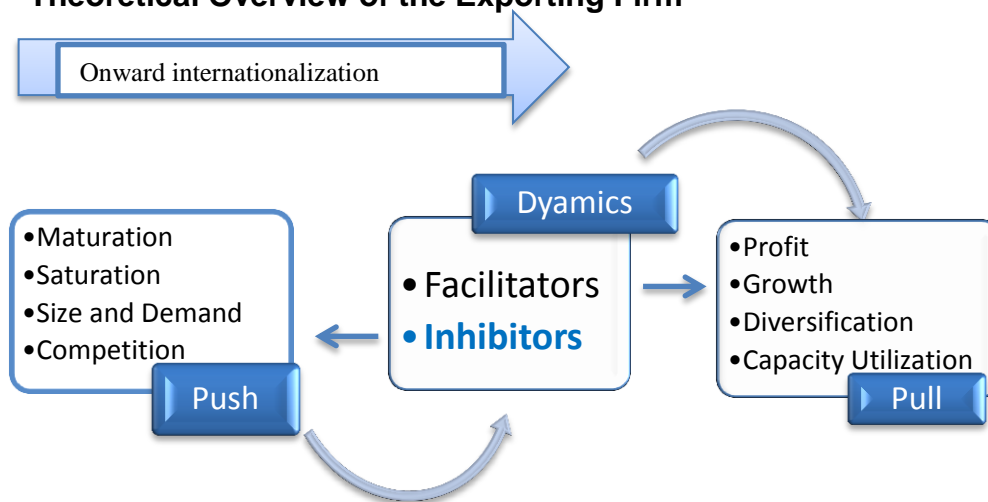 Theoretical Overview of the Exporting Firm
Onward internationalization
Dyamics
•Maturation
•Saturation
•Size and Demand
•Competition
Push
•Facilitators
•Inhibitors
•Profit
•Growth
•Diversification
•Capacity Utilization
Pull